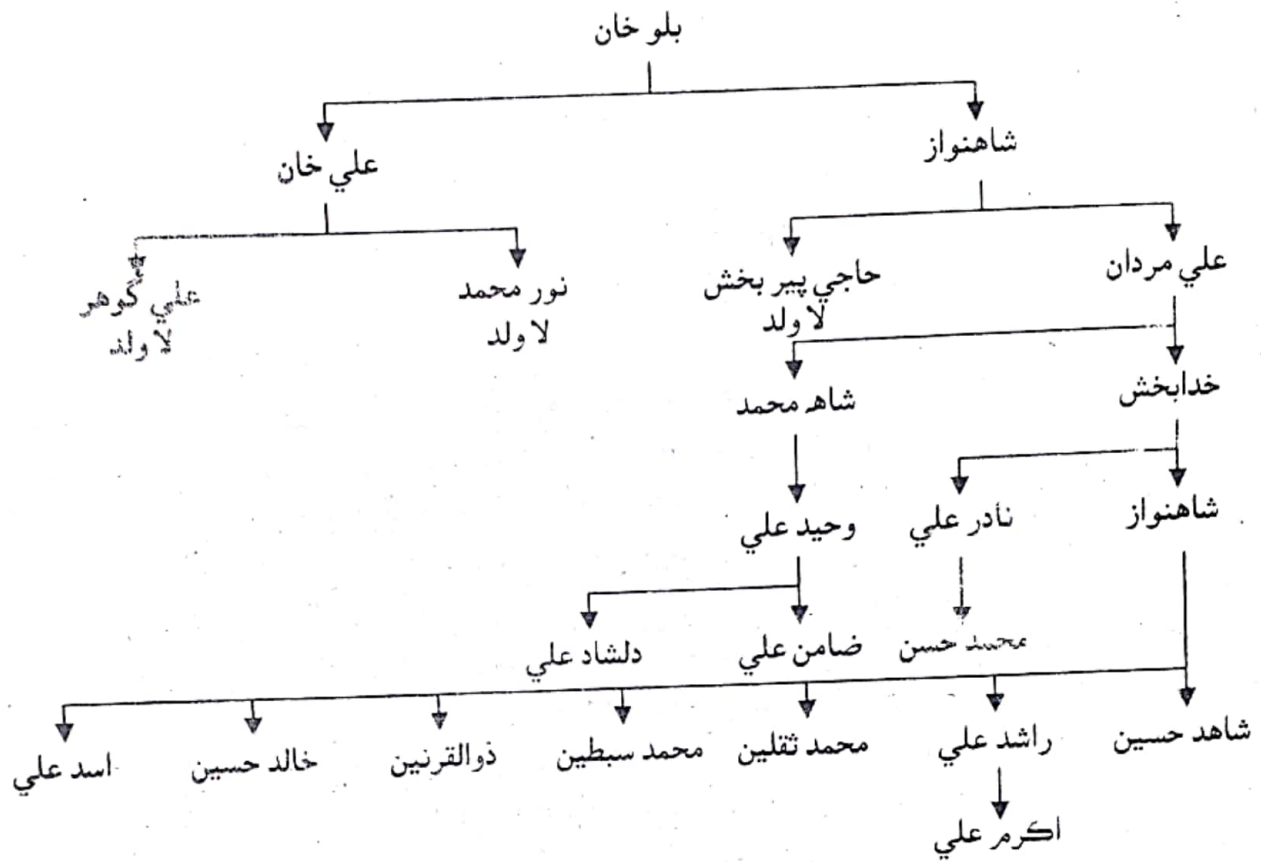 بلو خان
شاهنواز
علي خان
علي مردان
حاجي پير بخش
لا ولد
نور محمد
لا ولد
علي گوهر
لا ولد
خدابخش
شاهه محمد
شاهنواز
نادر علي
وحيد علي
محمد حسن
ضامن علي
دلشاد علي
شاهد حسين
راشد علي
محمد ثقلين
محمد سبطين
ذوالقرنين
خالد حسين
اسد علي
اڪرم علي